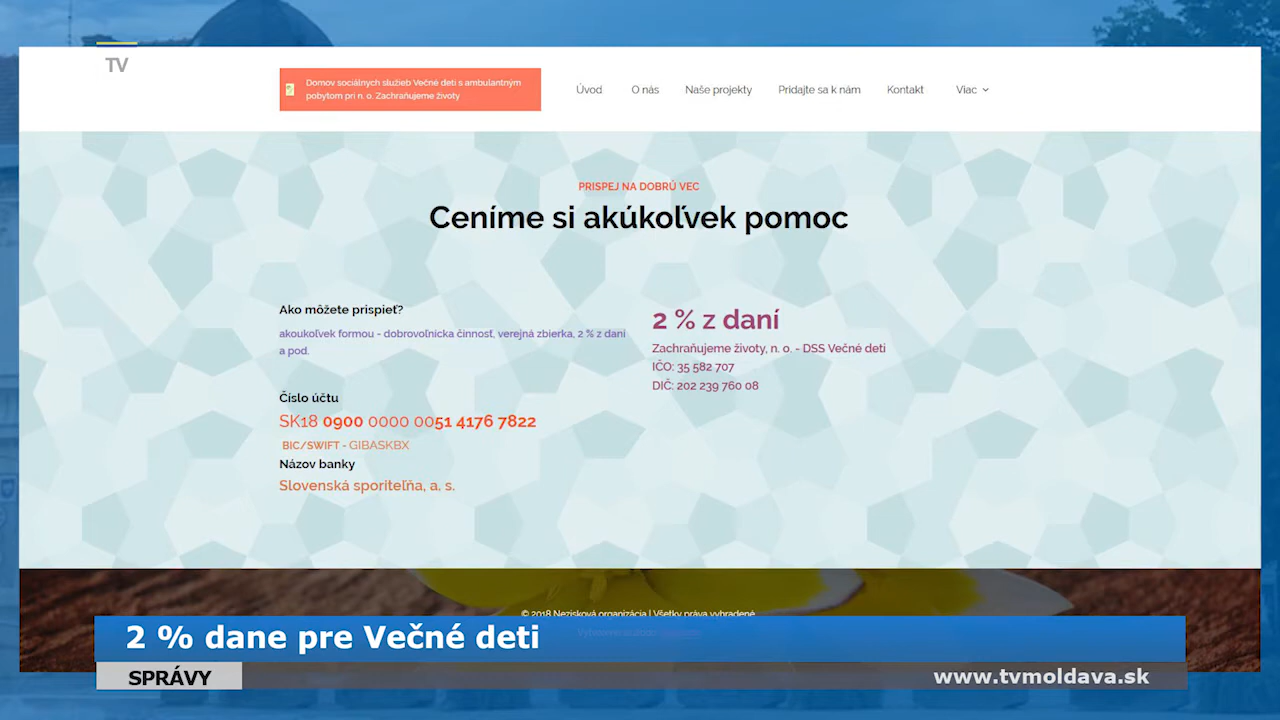 TV
Domov sociálnych služieb Večné deti s ambulantným
pobytom pri n. o. Zachraňujeme životy
Úvod O nás Naše projekty Pridajte sa k nám Kontakt Viac
PRISPEJ NA DOBRÚ VEC
Ceníme si akúkoľvek pomoc
Ako môžete prispieť?
akoukoľvek formou - dobrovoľnícka činnosť, verejná zbierka, 2 % z daní
a pod.
Číslo účtu
SK18 0900 0000 0051 4176 7822
BIC/SWIFT - GIBASKBX
Názov banky
Slovenská sporiteľňa, a. s.
2 % z daní
Zachraňujeme životy, n. o. - DSS Večné deti
IČO: 35 582 707
DIČ: 202 239 760 08
© 2018 Nezisková organizácia | Všetky práva vyhradené
2 % dane pre Večné deti
SPRÁVY
www.tvmoldava.sk